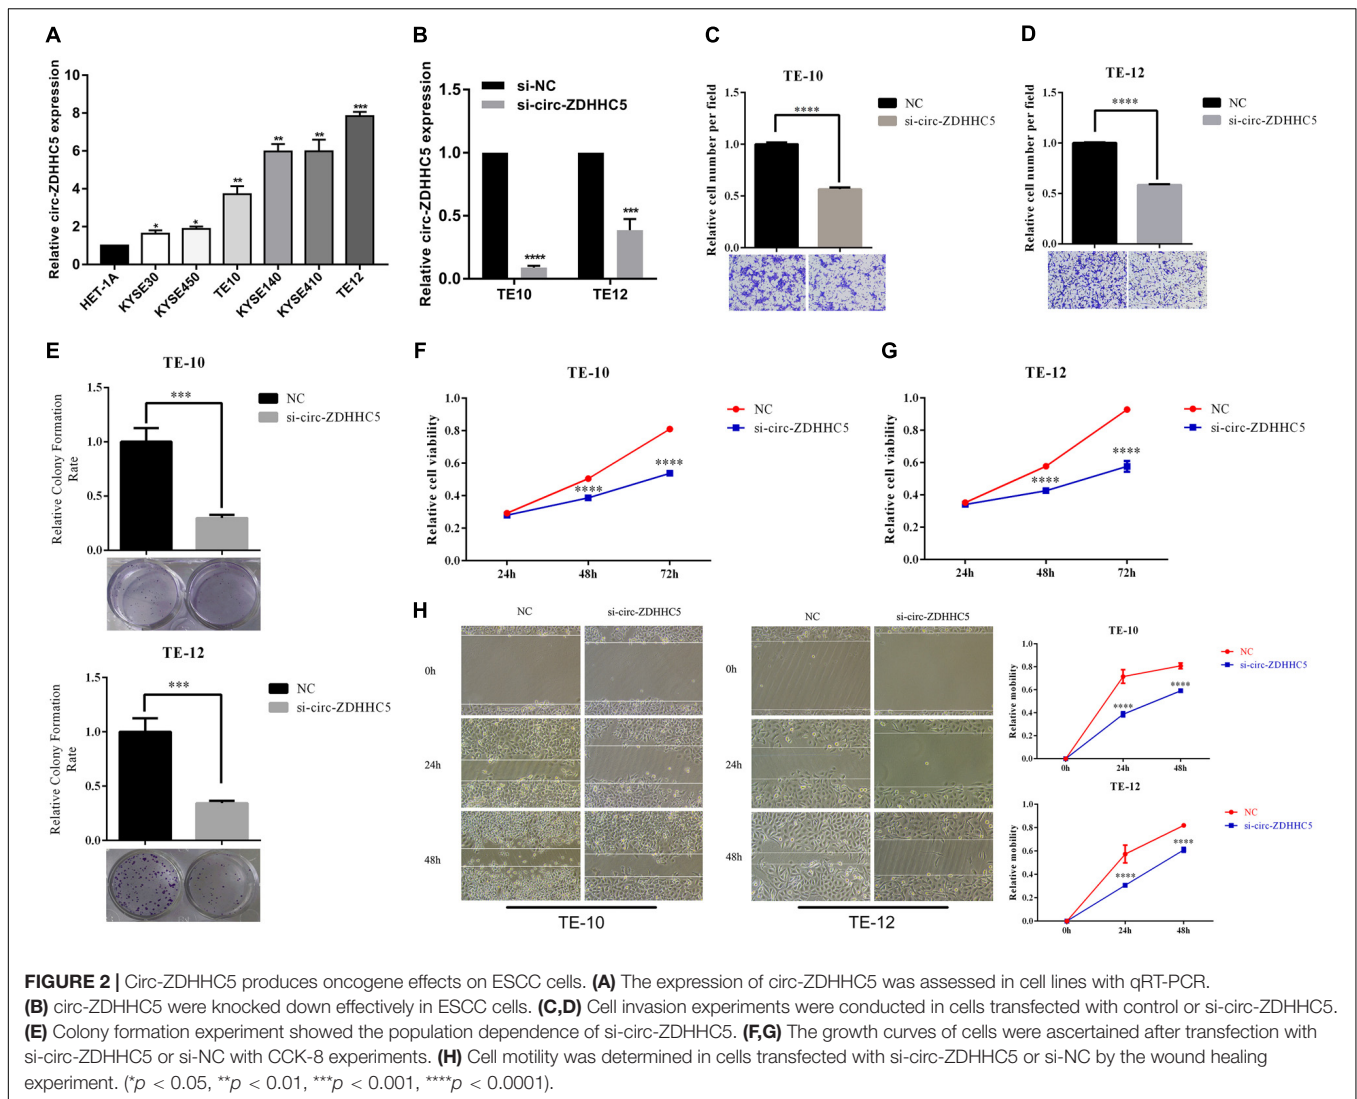 A
Relative circ-ZDHHC5 expression
10
8
6
4
2
0
*
*
**
**
**
***
HET-1A
KYSE30
KYSE450
TE10
KYSE140
KYSE410
TE12
B
Relative circ-ZDHHC5 expression
si-NC
si-circ-ZDHHC5
1.0
0.5
0.0
****
***
TE10
TE12
C
TE-10
Relative cell number per field
NC
si-circ-ZDHHC5
****
1.5
1.0
0.5
0.0
D
TE-12
Relative cell number per field
NC
si-circ-ZDHHC5
****
1.5
1.0
0.5
0.0
E
TE-10
Relative Colony Formation
Rate
NC
si-circ-ZDHHC5
***
1.5
1.0
0.5
0.0
TE-12
Relative Colony Formation
Rate
NC
si-circ-ZDHHC5
***
1.5
1.0
0.5
0.0
F
TE-10
Relative cell viability
NC
si-circ-ZDHHC5
1.0
0.8
0.6
0.4
0.2
0.0
****
****
24h
48h
72h
G
TE-12
Relative cell viability
NC
si-circ-ZDHHC5
1.0
0.8
0.6
0.4
0.2
0.0
****
****
24h
48h
72h
H
NC
si-circ-ZDHHC5
0h
24h
48h
TE-10
NC
si-circ-ZDHHC5
0h
24h
48h
TE-12
TE-10
Relative mobility
NC
si-circ-ZDHHC5
1.0
0.8
0.6
0.4
0.2
0.0
****
****
0h
24h
48h
TE-12
Relative mobility
NC
si-circ-ZDHHC5
1.0
0.8
0.6
0.4
0.2
0.0
****
****
0h
24h
48h
FIGURE 2 | Circ-ZDHHC5 produces oncogene effects on ESCC cells. (A) The expression of circ-ZDHHC5 was assessed in cell lines with qRT-PCR.
(B) circ-ZDHHC5 were knocked down effectively in ESCC cells. (C,D) Cell invasion experiments were conducted in cells transfected with control or si-circ-ZDHHC5.
(E) Colony formation experiment showed the population dependence of si-circ-ZDHHC5. (F,G) The growth curves of cells were ascertained after transfection with
si-circ-ZDHHC5 or si-NC with CCK-8 experiments. (H) Cell motility was determined in cells transfected with si-circ-ZDHHC5 or si-NC by the wound healing
experiment. (*p < 0.05, **p < 0.01, ***p < 0.001, ****p < 0.0001).